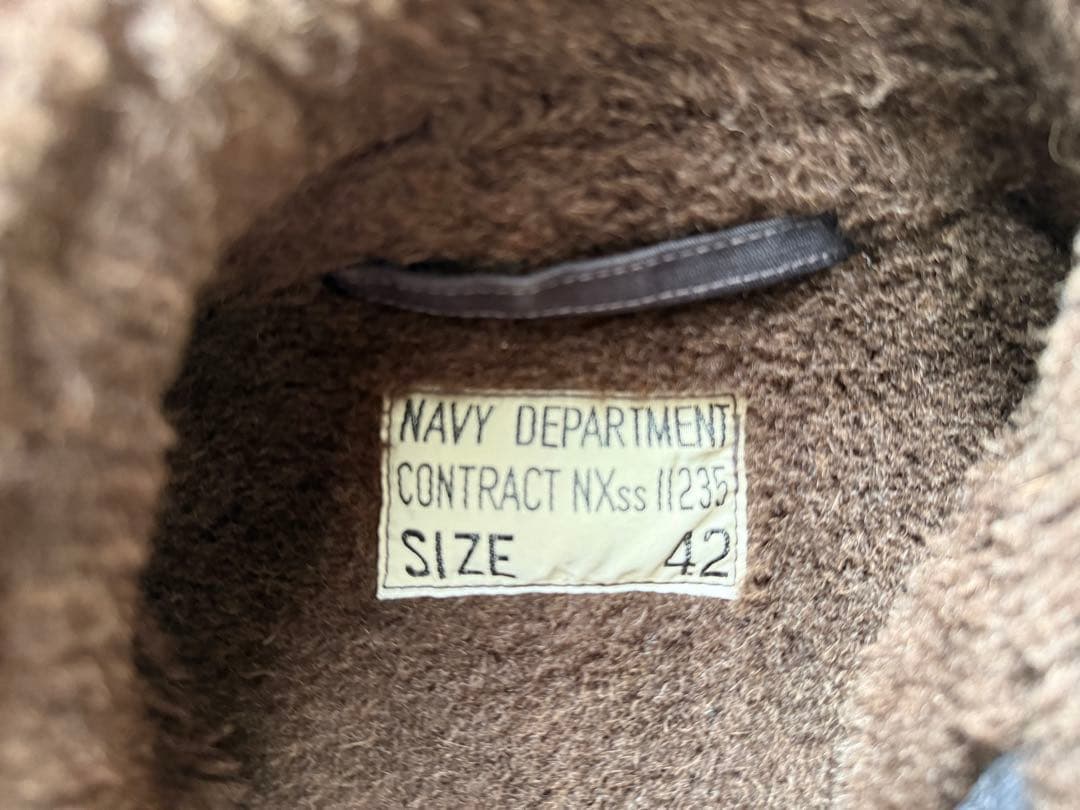 NAVY DEPARTMENT
CONTRACT NXss 11235
SIZE 42